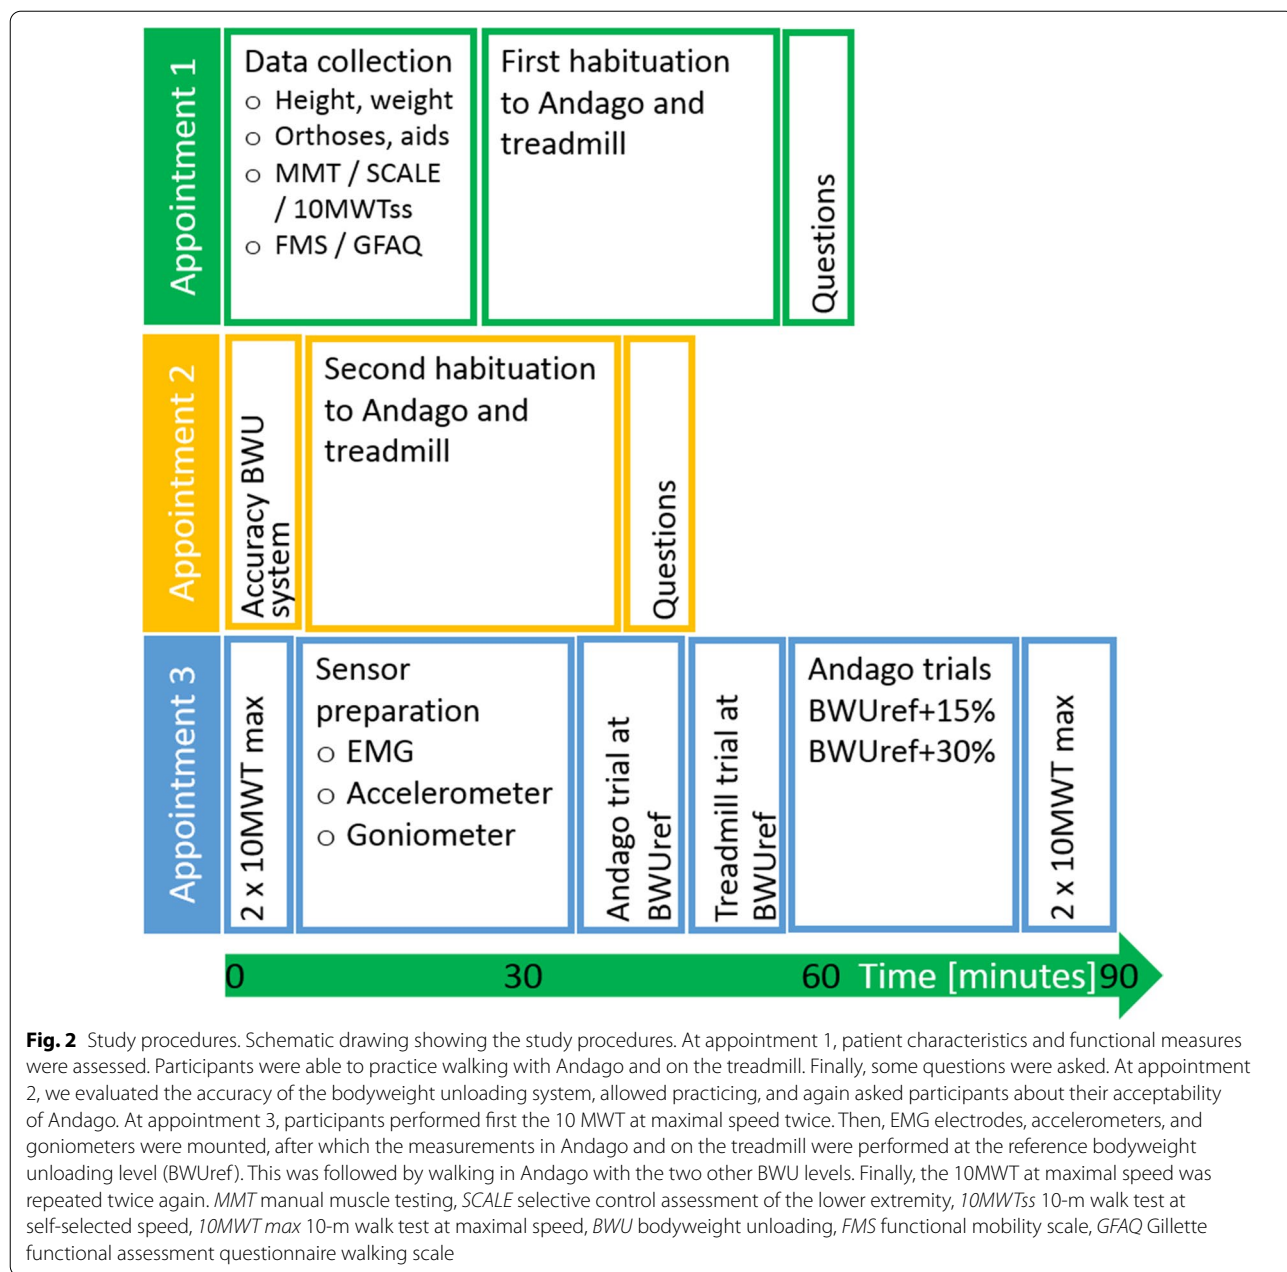 Appointment 1
Data collection
o Height, weight
o Orthoses, aids
o MMT / SCALE
/ 10MWTss
o FMS / GFAQ
First habituation
to Andago and
treadmill
Questions
Appointment 2
Accuracy BWU
system
Second habituation
to Andago and
treadmill
Questions
Appointment 3
2 x 10MWT max
Sensor
preparation
o EMG
o Accelerometer
o Goniometer
Andago trial at
BWUref
Treadmill trial at
BWUref
Andago trials
BWUref+15%
BWUref+30%
2 x 10MWT max
0 30 60 Time [minutes] 90
Fig. 2 Study procedures. Schematic drawing showing the study procedures. At appointment 1, patient characteristics and functional measures
were assessed. Participants were able to practice walking with Andago and on the treadmill. Finally, some questions were asked. At appointment
2, we evaluated the accuracy of the bodyweight unloading system, allowed practicing, and again asked participants about their acceptability
of Andago. At appointment 3, participants performed first the 10 MWT at maximal speed twice. Then, EMG electrodes, accelerometers, and
goniometers were mounted, after which the measurements in Andago and on the treadmill were performed at the reference bodyweight
unloading level (BWUref). This was followed by walking in Andago with the two other BWU levels. Finally, the 10MWT at maximal speed was
repeated twice again. MMT manual muscle testing, SCALE selective control assessment of the lower extremity, 10MWTss 10-m walk test at
self-selected speed, 10MWT max 10-m walk test at maximal speed, BWU bodyweight unloading, FMS functional mobility scale, GFAQ Gillette
functional assessment questionnaire walking scale